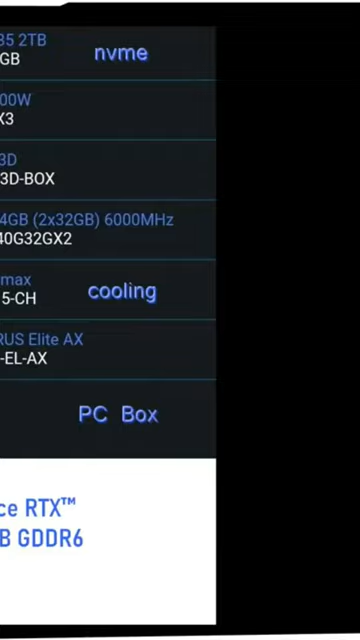 35 2TB
GB
nvme
00W
X3
3D
3D-BOX
4GB (2x32GB) 6000MHz
40G32GX2
max
5-CH
cooling
RUS Elite AX
-EL-AX
PC Box
ce RTX™
B GDDR6